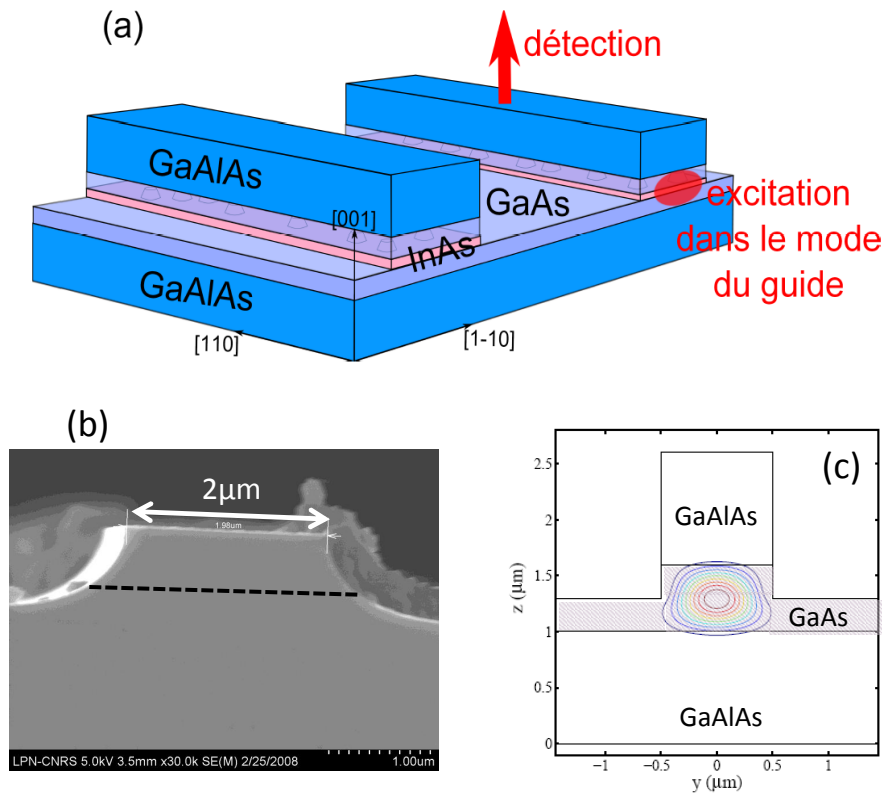 (a)
détection
GaAlAs
GaAs
[001]
InAs
excitation
dans le mode
du guide
GaAlAs
[110]
[1-10]
(b)
2μm
1.98um
LPN-CNRS 5.0kV 3.5mm x30.0k SE(M) 2/25/2008
1.00um
(c)
2.5
2
1.5
1
0.5
0
z (μm)
GaAlAs
GaAs
GaAlAs
−1
−0.5
0
0.5
1
y (μm)